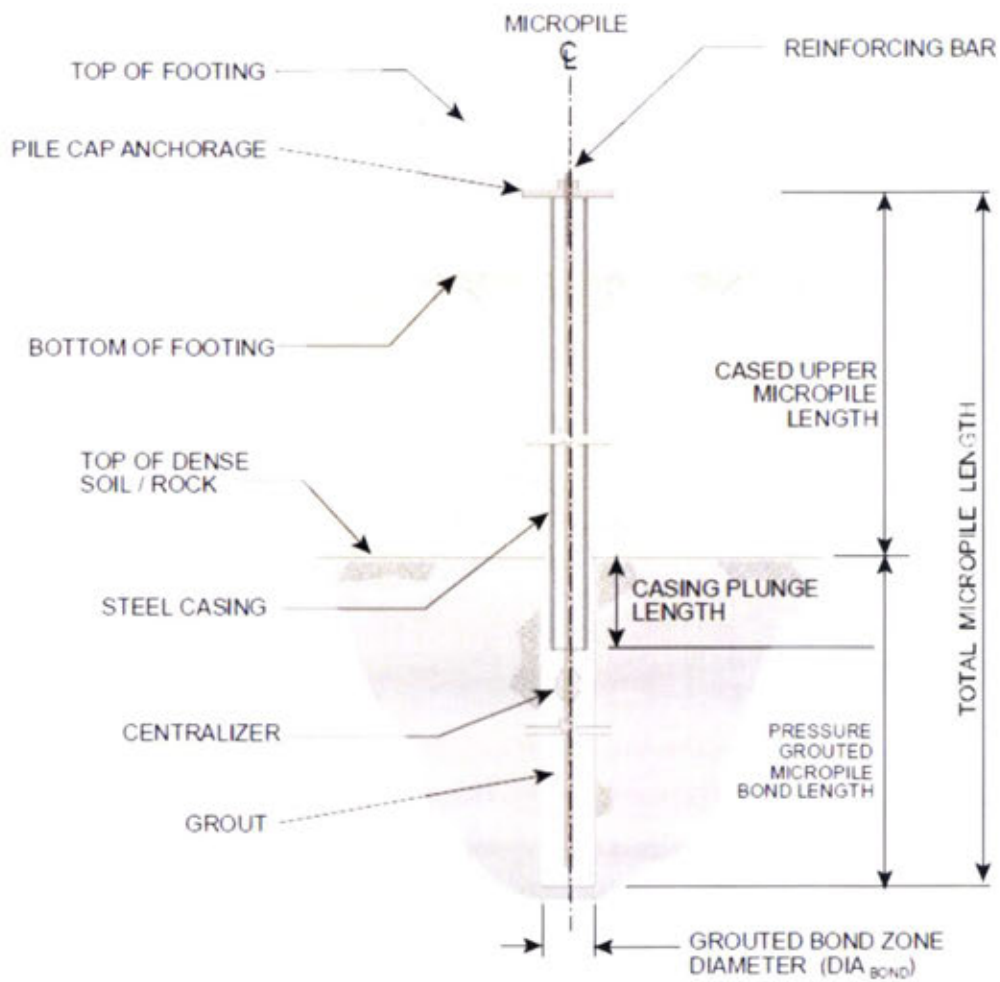 MICROPILE
℄
REINFORCING BAR
TOP OF FOOTING
PILE CAP ANCHORAGE
BOTTOM OF FOOTING
CASED UPPER
MICROPILE
LENGTH
TOP OF DENSE
SOIL / ROCK
TOTAL MICROPILE LENGTH
STEEL CASING
CASING PLUNGE
LENGTH
CENTRALIZER
PRESSURE
GROUTED
MICROPILE
BOND LENGTH
GROUT
GROUTED BOND ZONE
DIAMETER (DIA BOND)